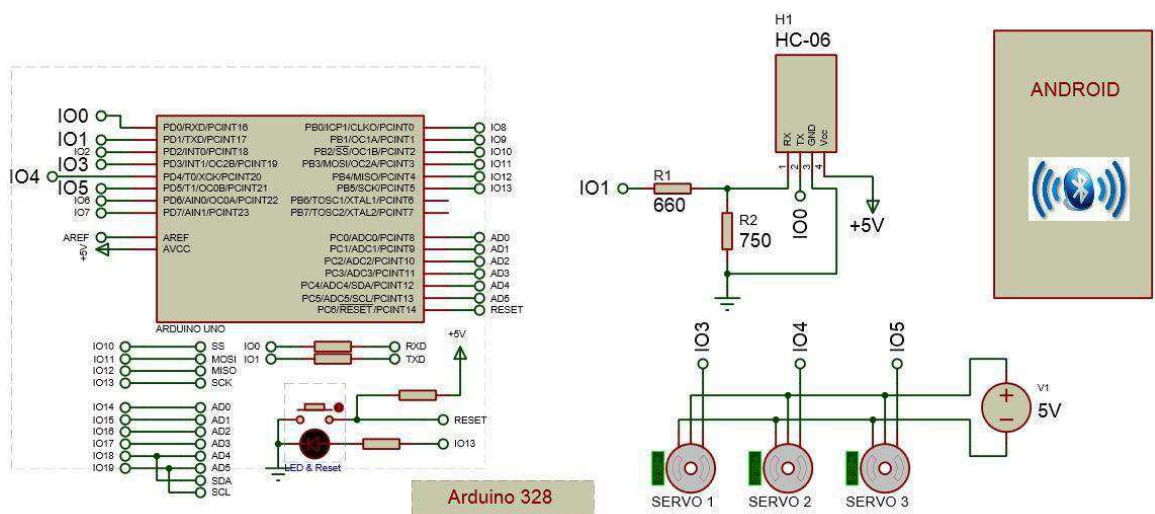 IO0
IO1
IO2
IO3
IO4
IO5
IO6
IO7
AREF
+5V
PD0/RXD/PCINT16
PD1/TXD/PCINT17
PD2/INT0/PCINT18
PD3/INT1/OC2B/PCINT19
PD4/T0/XCK/PCINT20
PD5/T1/OC0B/PCINT21
PD6/AIN0/OC0A/PCINT22
PD7/AIN1/PCINT23
AREF
AVCC
PB0/ICP1/CLKO/PCINT0
PB1/OC1A/PCINT1
PB2/SS/OC1B/PCINT2
PB3/MOSI/OC2A/PCINT3
PB4/MISO/PCINT4
PB5/SCK/PCINT5
PB6/TOSC1/XTAL1/PCINT6
PB7/TOSC2/XTAL2/PCINT7
PC0/ADC0/PCINT8
PC1/ADC1/PCINT9
PC2/ADC2/PCINT10
PC3/ADC3/PCINT11
PC4/ADC4/SDA/PCINT12
PC5/ADC5/SCL/PCINT13
PC6/RESET/PCINT14
IO8
IO9
IO10
IO11
IO12
IO13
AD0
AD1
AD2
AD3
AD4
AD5
RESET
ARDUINO UNO
IO10 SS
IO11 MOSI
IO12 MISO
IO13 SCK
IO0 RXD
IO1 TXD
+5V
IO14 AD0
IO15 AD1
IO16 AD2
IO17 AD3
IO18 AD4
IO19 AD5
SDA
SCL
RESET
IO13
LED & Reset
Arduino 328
H1
HC-06
RX
TX
GND
Vcc
1
2
3
4
IO1
R1
660
R2
750
IO0
+5V
ANDROID
IO3
IO4
IO5
V1
5V
SERVO 1
SERVO 2
SERVO 3